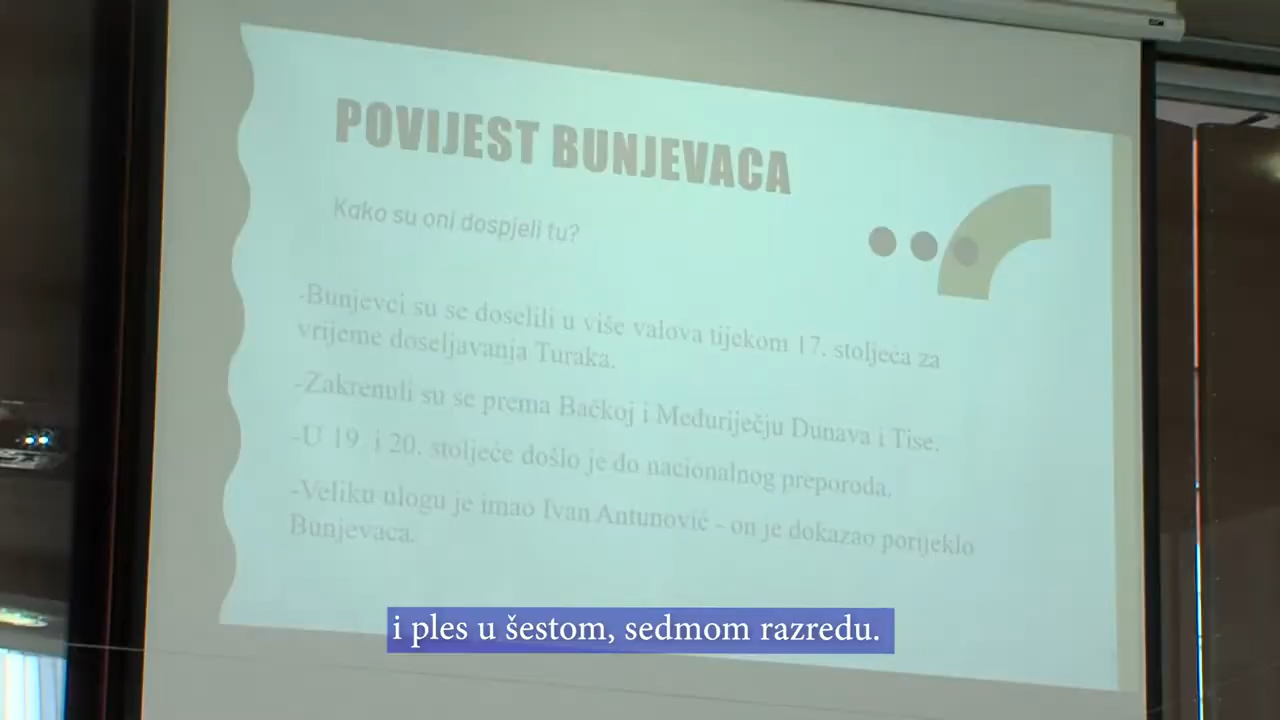 POVIJEST BUNJEVACA
Kako su oni dospjeli tu?
-Bunjevci su se doselili u više valova tijekom 17. stoljeća za
vrijeme doseljavanja Turaka.
-Zakrenuli su se prema Bačkoj i Međuriječju Dunava i Tise.
-U 19. i 20. stoljeće došlo je do nacionalnog preporoda.
-Veliku ulogu je imao Ivan Antunović - on je dokazao porijeklo
Bunjevaca.
i ples u šestom, sedmom razredu.